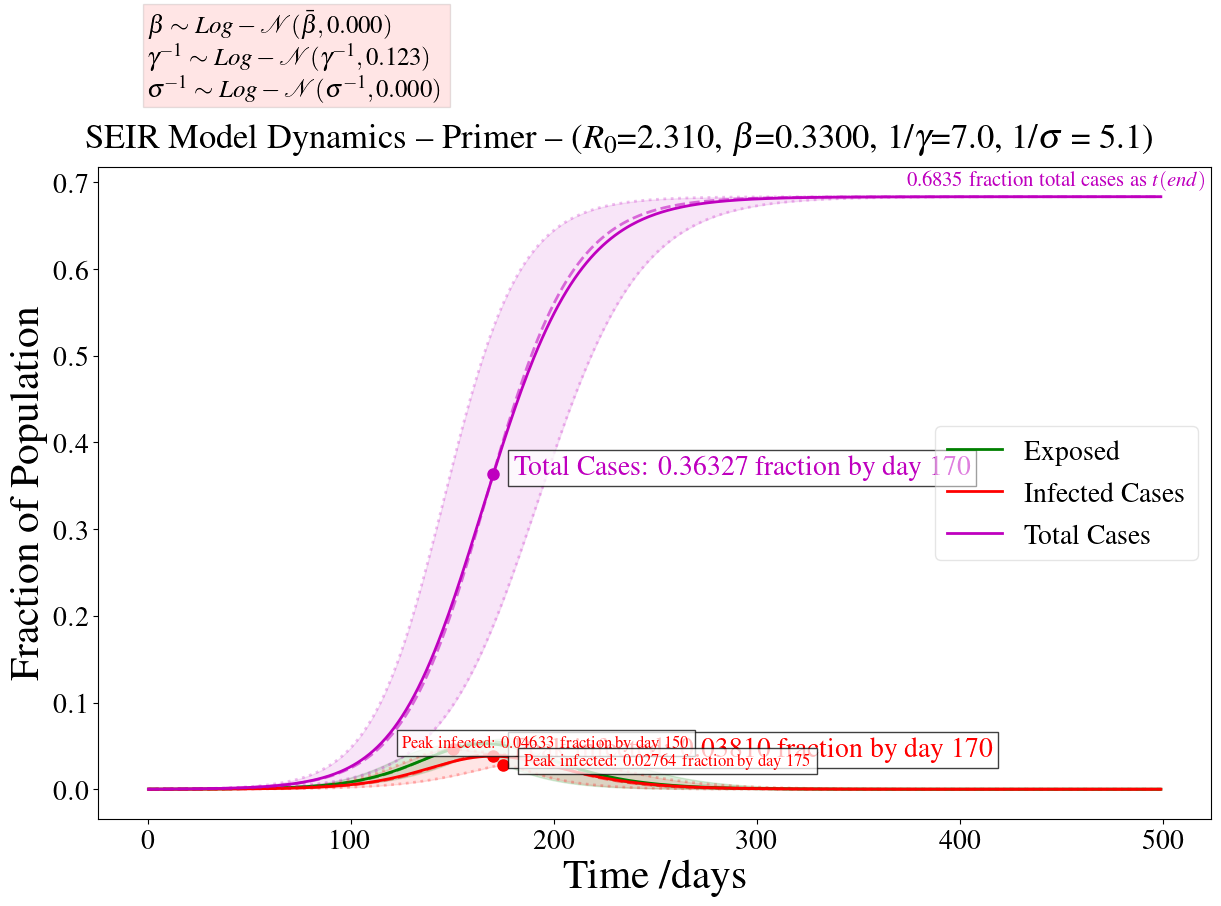 β ~ Log − 𝒩(β̄, 0.000)
γ⁻¹ ~ Log − 𝒩(γ⁻¹, 0.123)
σ⁻¹ ~ Log − 𝒩(σ⁻¹, 0.000)
SEIR Model Dynamics – Primer – (R₀=2.310, β=0.3300, 1/γ=7.0, 1/σ = 5.1)
0.6835 fraction total cases as t(end)
0.7
0.6
0.5
0.4
0.3
0.2
0.1
0.0
Fraction of Population
Total Cases: 0.36327 fraction by day 170
Exposed
Infected Cases
Total Cases
Peak infected: 0.04633 fraction by day 150
.03810 fraction by day 170
Peak infected: 0.02764 fraction by day 175
0 100 200 300 400 500
Time /days